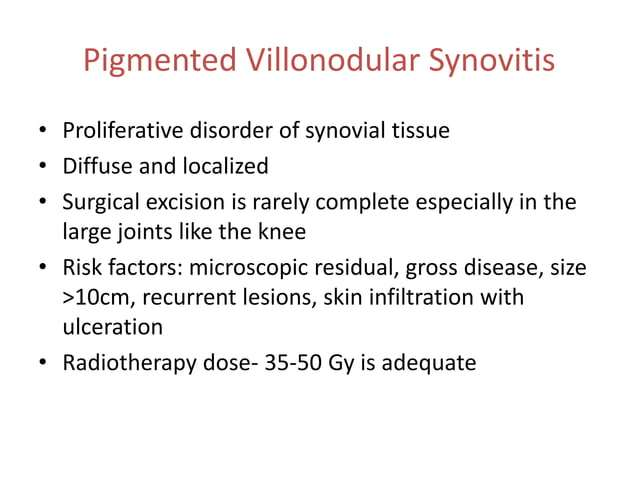 Pigmented Villonodular Synovitis
• Proliferative disorder of synovial tissue
• Diffuse and localized
• Surgical excision is rarely complete especially in the
large joints like the knee
• Risk factors: microscopic residual, gross disease, size
>10cm, recurrent lesions, skin infiltration with
ulceration
• Radiotherapy dose- 35-50 Gy is adequate